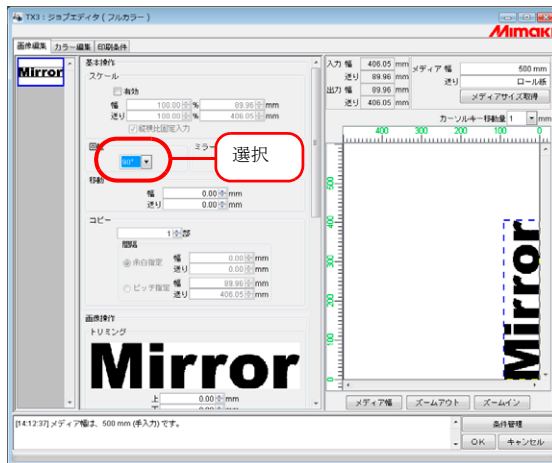 TX3：ジョブエディタ(フルカラー)
Mimaki
画像編集 カラー編集 印刷条件
Mirror
基本操作
スケール
有効
幅 100.00 % 89.96 mm
送り 100.00 % 406.05 mm
縦横比固定入力
回転
ミラー
90°
選択
移動
幅 0.00 mm
送り 0.00 mm
コピー
1 部
間隔
余白指定 幅 0.00 mm
送り 0.00 mm
ピッチ指定 幅 89.96 mm
送り 406.05 mm
画像操作
トリミング
Mirror
上 0.00 mm
入力 幅 406.05 mm
送り 89.96 mm
出力 幅 89.96 mm
送り 406.05 mm
メディア 幅 500 mm
送り ロール紙
メディアサイズ取得
カーソルキー移動量 1 mm
400 300 200 100 0
500
400
300
200
100
0
Mirror
メディア幅 ズームアウト ズームイン
[14:12:37] メディア幅は、500 mm (手入力) です。
条件管理
OK キャンセル